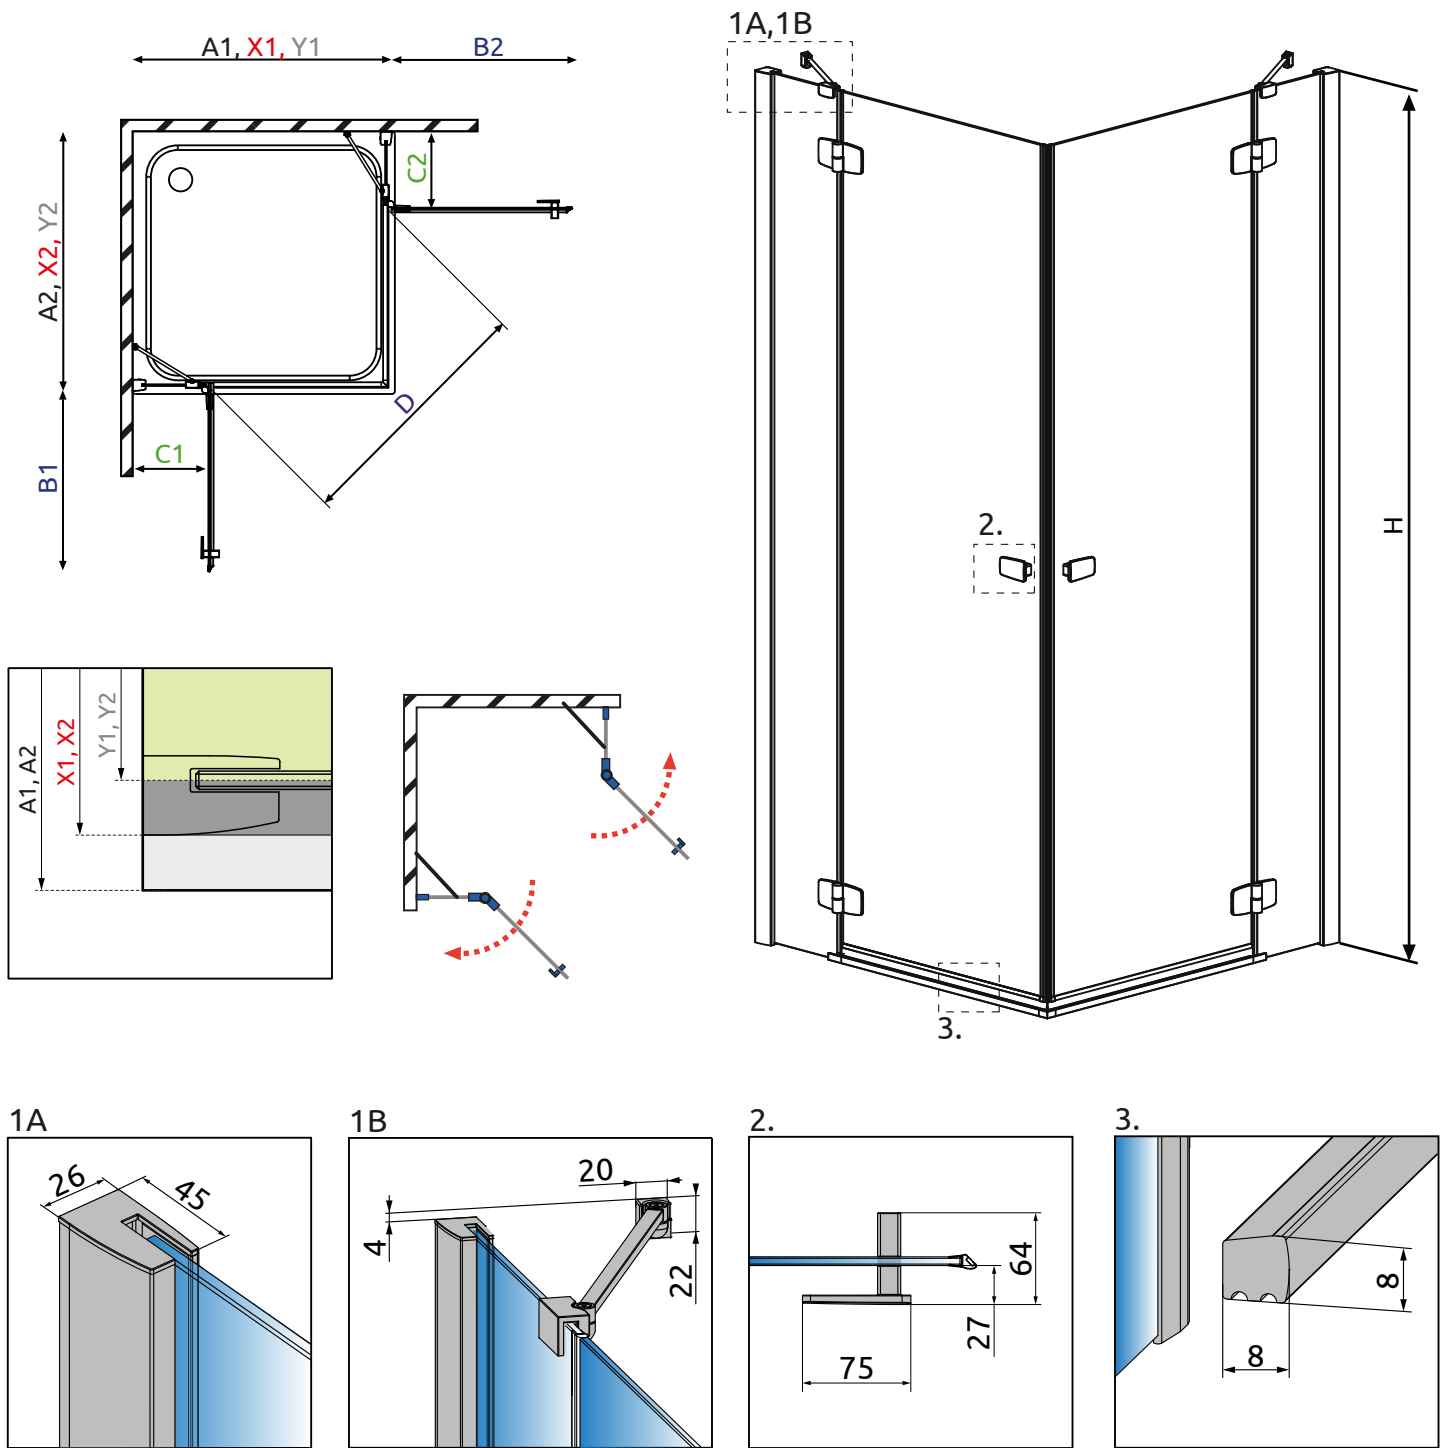 A1, X1, Y1
B2
A2, X2, Y2
C2
D
C1
B1
1A,1B
2.
H
3.
A1, A2
X1, X2
Y1, Y2
1A
26
45
1B
20
4
22
2.
64
27
75
3.
8
8